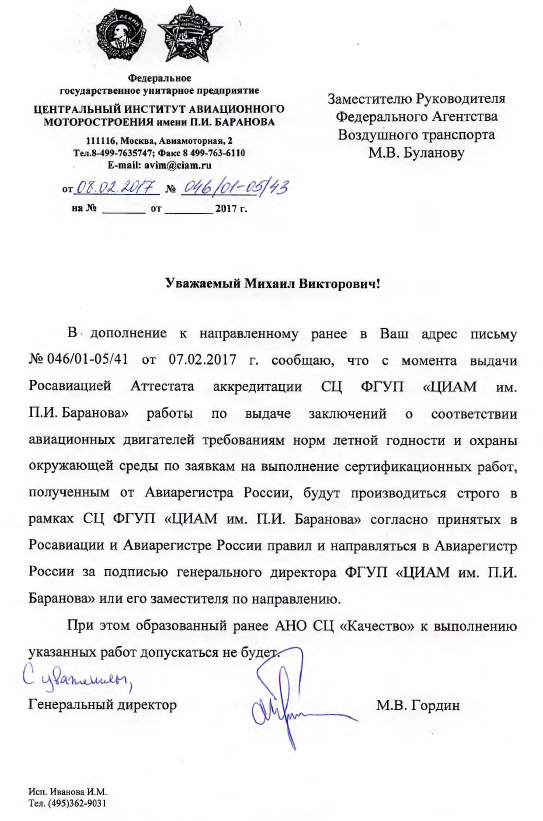 Федеральное
государственное унитарное предприятие
ЦЕНТРАЛЬНЫЙ ИНСТИТУТ АВИАЦИОННОГО
МОТОРОСТРОЕНИЯ имени П.И. БАРАНОВА
111116, Москва, Авиамоторная, 2
Тел.8-499-7635747; Факс 8 499-763-6110
E-mail: avim@ciam.ru
от 08.02.2017 № 046/01-05/43
на № ________ от ________ 2017 г.
Заместителю Руководителя
Федерального Агентства
Воздушного транспорта
М.В. Буланову
Уважаемый Михаил Викторович!
В дополнение к направленному ранее в Ваш адрес письму
№ 046/01-05/41 от 07.02.2017 г. сообщаю, что с момента выдачи
Росавиацией Аттестата аккредитации СЦ ФГУП «ЦИАМ им.
П.И. Баранова» работы по выдаче заключений о соответствии
авиационных двигателей требованиям норм летной годности и охраны
окружающей среды по заявкам на выполнение сертификационных работ,
полученным от Авиарегистра России, будут производиться строго в
рамках СЦ ФГУП «ЦИАМ им. П.И. Баранова» согласно принятых в
Росавиации и Авиарегистре России правил и направляться в Авиарегистр
России за подписью генерального директора ФГУП «ЦИАМ им. П.И.
Баранова» или его заместителя по направлению.
При этом образованный ранее АНО СЦ «Качество» к выполнению
указанных работ допускаться не будет.
С уважением,
Генеральный директор М.В. Гордин
Исп. Иванова И.М.
Тел. (495)362-9031